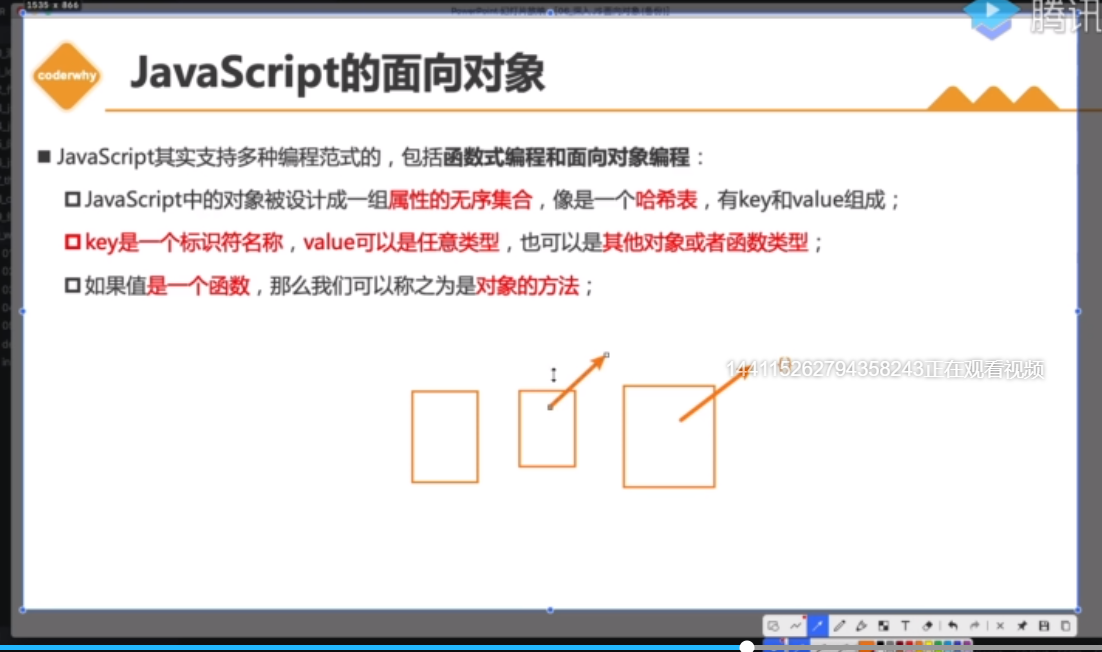 1535 x 866
腾讯
coderwhy
JavaScript的面向对象
JavaScript其实支持多种编程范式的，包括函数式编程和面向对象编程：
JavaScript中的对象被设计成一组属性的无序集合，像是一个哈希表，有key和value组成；
key是一个标识符名称，value可以是任意类型，也可以是其他对象或者函数类型；
如果值是一个函数，那么我们可以称之为是对象的方法；
144115262794358243正在观看视频